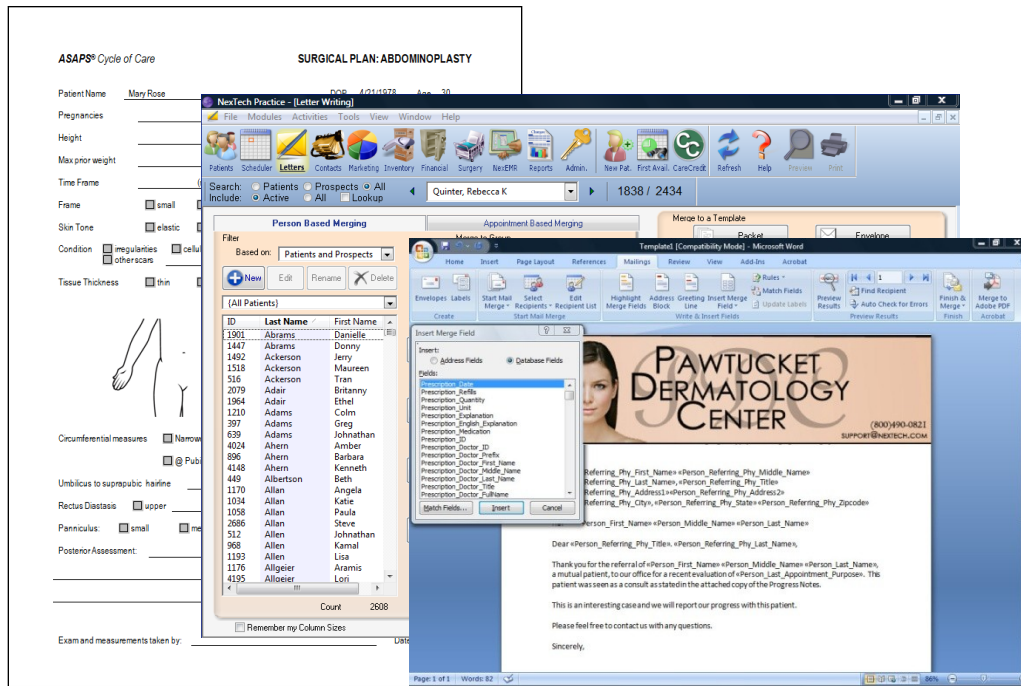 ASAPS® Cycle of Care
SURGICAL PLAN: ABDOMINOPLASTY
Patient Name Mary Rose DOB 4/21/1978 Age 30
Pregnancies
Height
Max prior weight
Time Frame
Frame small
Skin Tone elastic
Condition irregularities
other scars
Tissue Thickness thin
Circumferential measures
@
Umbilicus to suprapubic hairline
Rectus Diastasis upper
Panniculus: small
Posterior Assessment:
Exam and measurements taken by:
NexTech Practice - [Letter Writing]
File Modules Activities Tools View Window Help
Patients Scheduler Letters Contacts Marketing Inventory Financial Surgery NexEMR Reports Admin. New Pat. First Avail. CareCredit Refresh Help Preview Print
Search: Patients Prospects All
Include: Active All Lookup
Quinter, Rebecca K
1838 / 2434
Person Based Merging
Appointment Based Merging
Merge to a Template
Packet
Envelope
Filter
Merge to Group
Based on: Patients and Prospects
New Edit Rename Delete
(All Patients)
ID Last Name First Name
1901 Abrams Danielle
1447 Abrams Donny
1492 Ackerson Jerry
1518 Ackerson Maureen
516 Ackerson Tran
2079 Adair Britanny
1964 Adair Ethel
1210 Adams Colm
397 Adams Greg
639 Adams Johnathan
4024 Ahern Amber
896 Ahern Barbara
4148 Ahern Kenneth
449 Albertson Beth
1170 Allan Angela
1034 Allan Katie
1058 Allan Paula
2686 Allan Steve
512 Allen Johnathan
968 Allen Kamal
1193 Allen Lisa
1176 Allgeier Aramis
4195 Allgeier Lori
Count 2608
Remember my Column Sizes
Template1 [Compatibility Mode] - Microsoft Word
Home Insert Page Layout References Mailings Review View Add-Ins Acrobat
Envelopes Labels
Start Mail Merge
Select Recipients
Edit Recipient List
Highlight Merge Fields
Address Block
Greeting Line
Insert Merge Field
Rules
Match Fields
Update Labels
Preview Results
1
Find Recipient
Auto Check for Errors
Finish & Merge
Merge to Adobe PDF
Create Start Mail Merge Write & Insert Fields Preview Results Finish Acrobat
Insert Merge Field
Insert:
Address Fields Database Fields
Fields:
Prescription_Date
Prescription_Refills
Prescription_Quantity
Prescription_Unit
Prescription_Explanation
Prescription_English_Explanation
Prescription_Medication
Prescription_ID
Prescription_Doctor_ID
Prescription_Doctor_Prefix
Prescription_Doctor_First_Name
Prescription_Doctor_Middle_Name
Prescription_Doctor_Last_Name
Prescription_Doctor_Title
Prescription_Doctor_FullName
Match Fields... Insert Cancel
PAWTUCKET
DERMATOLOGY
CENTER
(800)490-0821
SUPPORT@NEXTECH.COM
Referring_Phy_First_Name» «Person_Referring_Phy_Middle_Name»
Referring_Phy_Last_Name», «Person_Referring_Phy_Title»
Referring_Phy_Address1»«Person_Referring_Phy_Address2»
Referring_Phy_City», «Person_Referring_Phy_State» «Person_Referring_Phy_Zipcode»
Person_First_Name» «Person_Middle_Name» «Person_Last_Name»
Dear «Person_Referring_Phy_Title». «Person_Referring_Phy_Last_Name»,
Thank you for the referral of «Person_First_Name» «Person_Middle_Name» «Person_Last_Name»,
a mutual patient, to our office for a recent evaluation of «Person_Last_Appointment_Purpose». This
patient was seen as a consult as stated in the attached copy of the Progress Notes.
This is an interesting case and we will report our progress with this patient.
Please feel free to contact us with any questions.
Sincerely,
Page: 1 of 1 Words: 82
86%